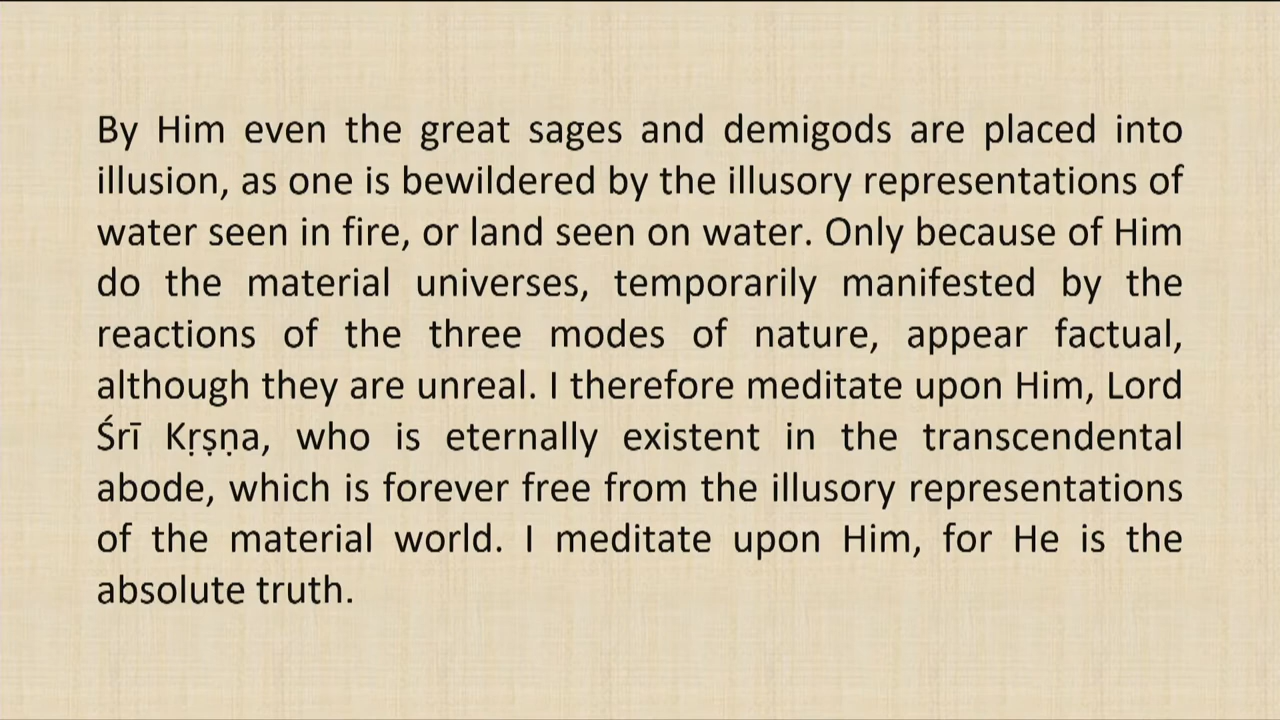 By Him even the great sages and demigods are placed into
illusion, as one is bewildered by the illusory representations of
water seen in fire, or land seen on water. Only because of Him
do the material universes, temporarily manifested by the
reactions of the three modes of nature, appear factual,
although they are unreal. I therefore meditate upon Him, Lord
Śrī Kṛṣṇa, who is eternally existent in the transcendental
abode, which is forever free from the illusory representations
of the material world. I meditate upon Him, for He is the
absolute truth.